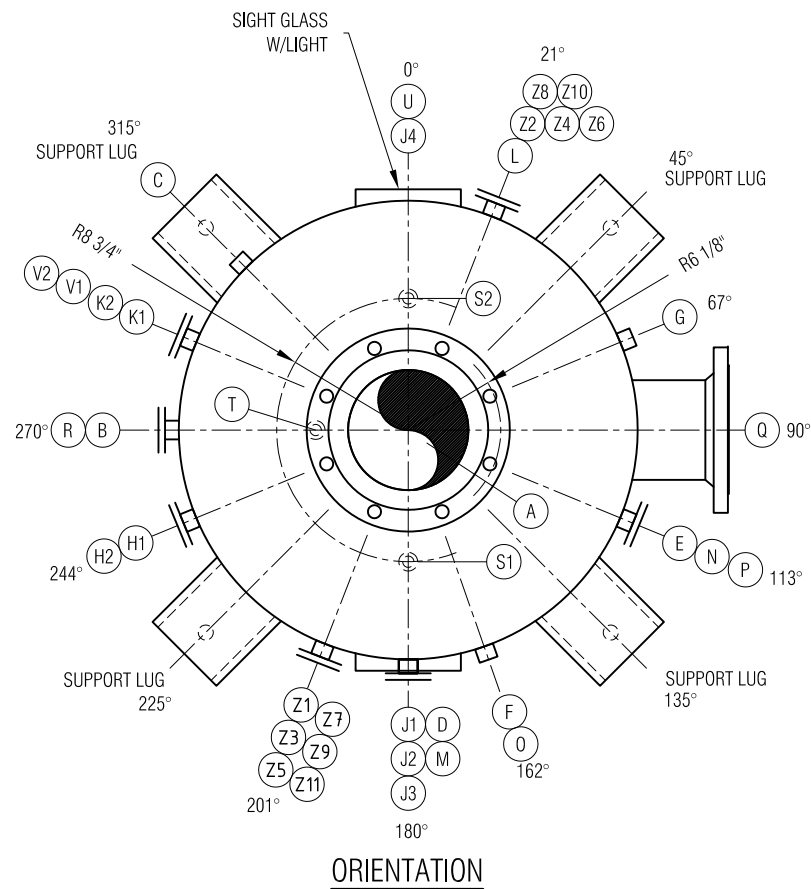 SIGHT GLASS
W/LIGHT
0°
U
J4
21°
Z8 Z10
Z2 Z4 Z6
L
315°
SUPPORT LUG
C
45°
SUPPORT LUG
R8 3/4"
R6 1/8"
V2 V1 K2 K1
S2
G 67°
T
270° R B
Q 90°
A
H2 H1
244°
S1
E N P 113°
SUPPORT LUG
225°
SUPPORT LUG
135°
Z1 Z7
Z3 Z9
Z5 Z11
201°
J1 D
J2 M
J3
180°
F
O
162°
ORIENTATION